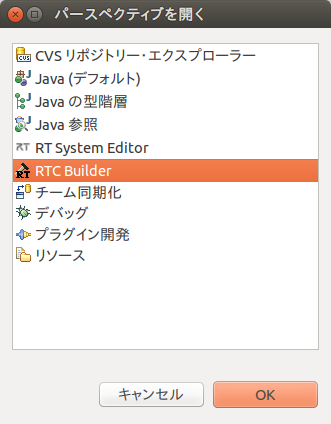 パースペクティブを開く
CVS リポジトリー・エクスプローラー
Java (デフォルト)
Java の型階層
Java 参照
RT System Editor
RTC Builder
チーム同期化
デバッグ
プラグイン開発
リソース
キャンセル
OK